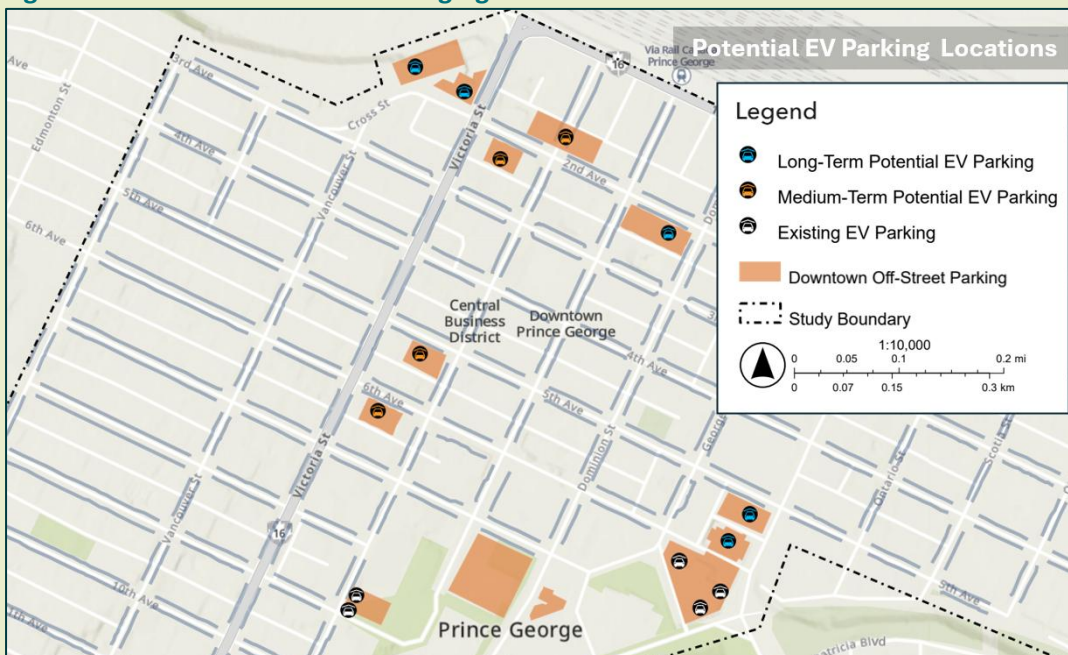 Potential EV Parking Locations
Via Rail Ca
Prince George
16
Legend
Long-Term Potential EV Parking
Medium-Term Potential EV Parking
Existing EV Parking
Downtown Off-Street Parking
Study Boundary
1:10,000
0 0.05 0.1 0.2 mi
0 0.07 0.15 0.3 km
Ave
3rd Ave
Edmonton St
Cross St
4th Ave
Victoria St
Vancouver St
2nd Ave
5th Ave
6th Ave
Central
Business
District
Downtown
Prince George
4th Ave
6th Ave
5th Ave
Dominion St
George
Scotia St
Ontario St
Victoria St
Vancouver St
16
10th Ave
5th Ave
Prince George
Patricia Blvd